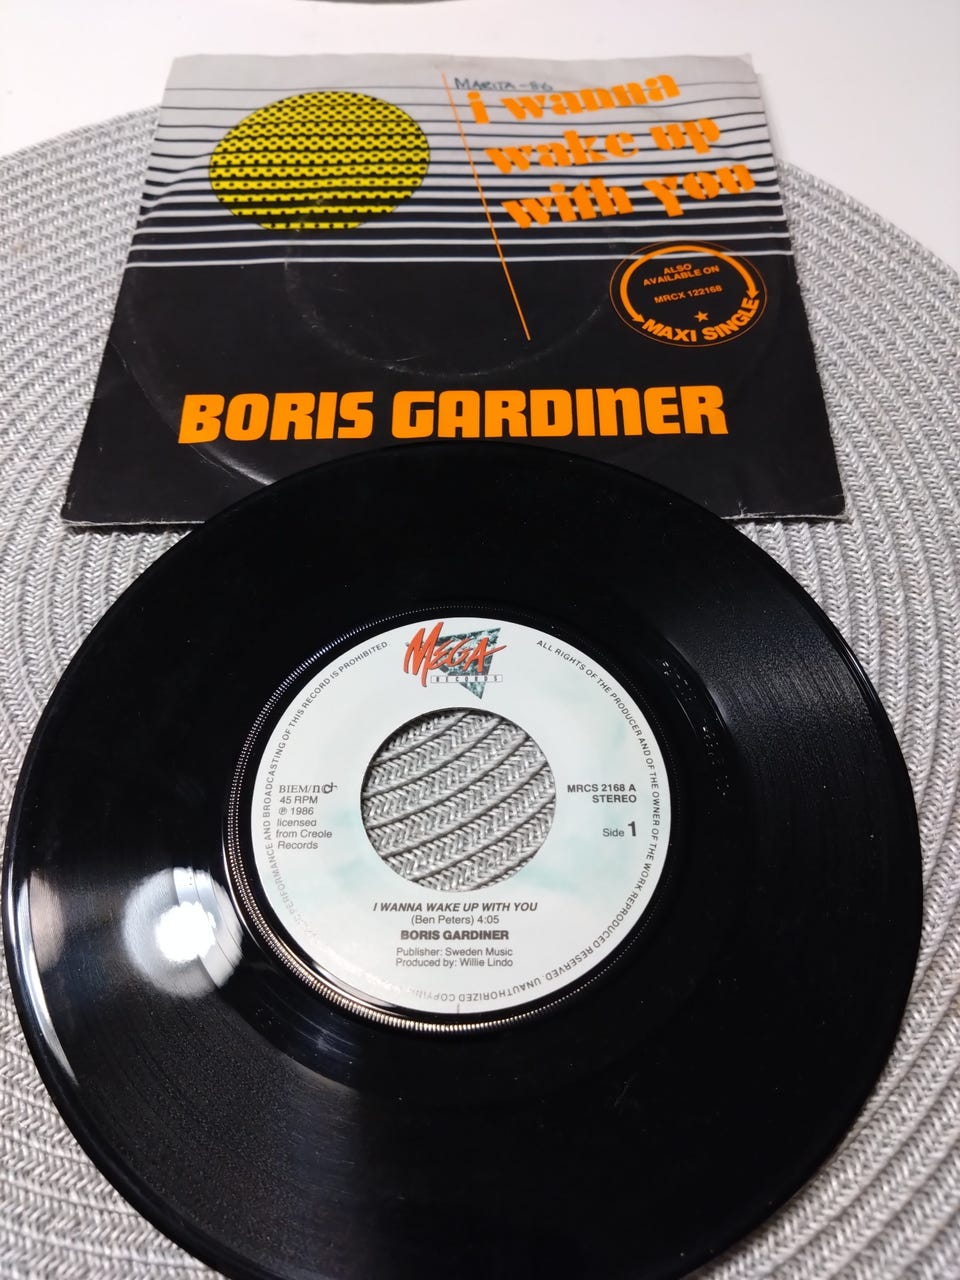 MARITA -86
i wanna
wake up
with you
ALSO
AVAILABLE ON
MRCX 122168
★
MAXI SINGLE
BORIS GARDINER
MEGA
RECORDS
ALL RIGHTS OF THE PRODUCER AND OF THE OWNER OF THE WORK REPRODUCED RESERVED. UNAUTHORIZED COPYING, PERFORMANCE AND BROADCASTING OF THIS RECORD IS PROHIBITED
BIEM/ncb
45 RPM
℗ 1986
licensed
from Creole
Records
MRCS 2168 A
STEREO
Side 1
I WANNA WAKE UP WITH YOU
(Ben Peters) 4:05
BORIS GARDINER
Publisher: Sweden Music
Produced by: Willie Lindo